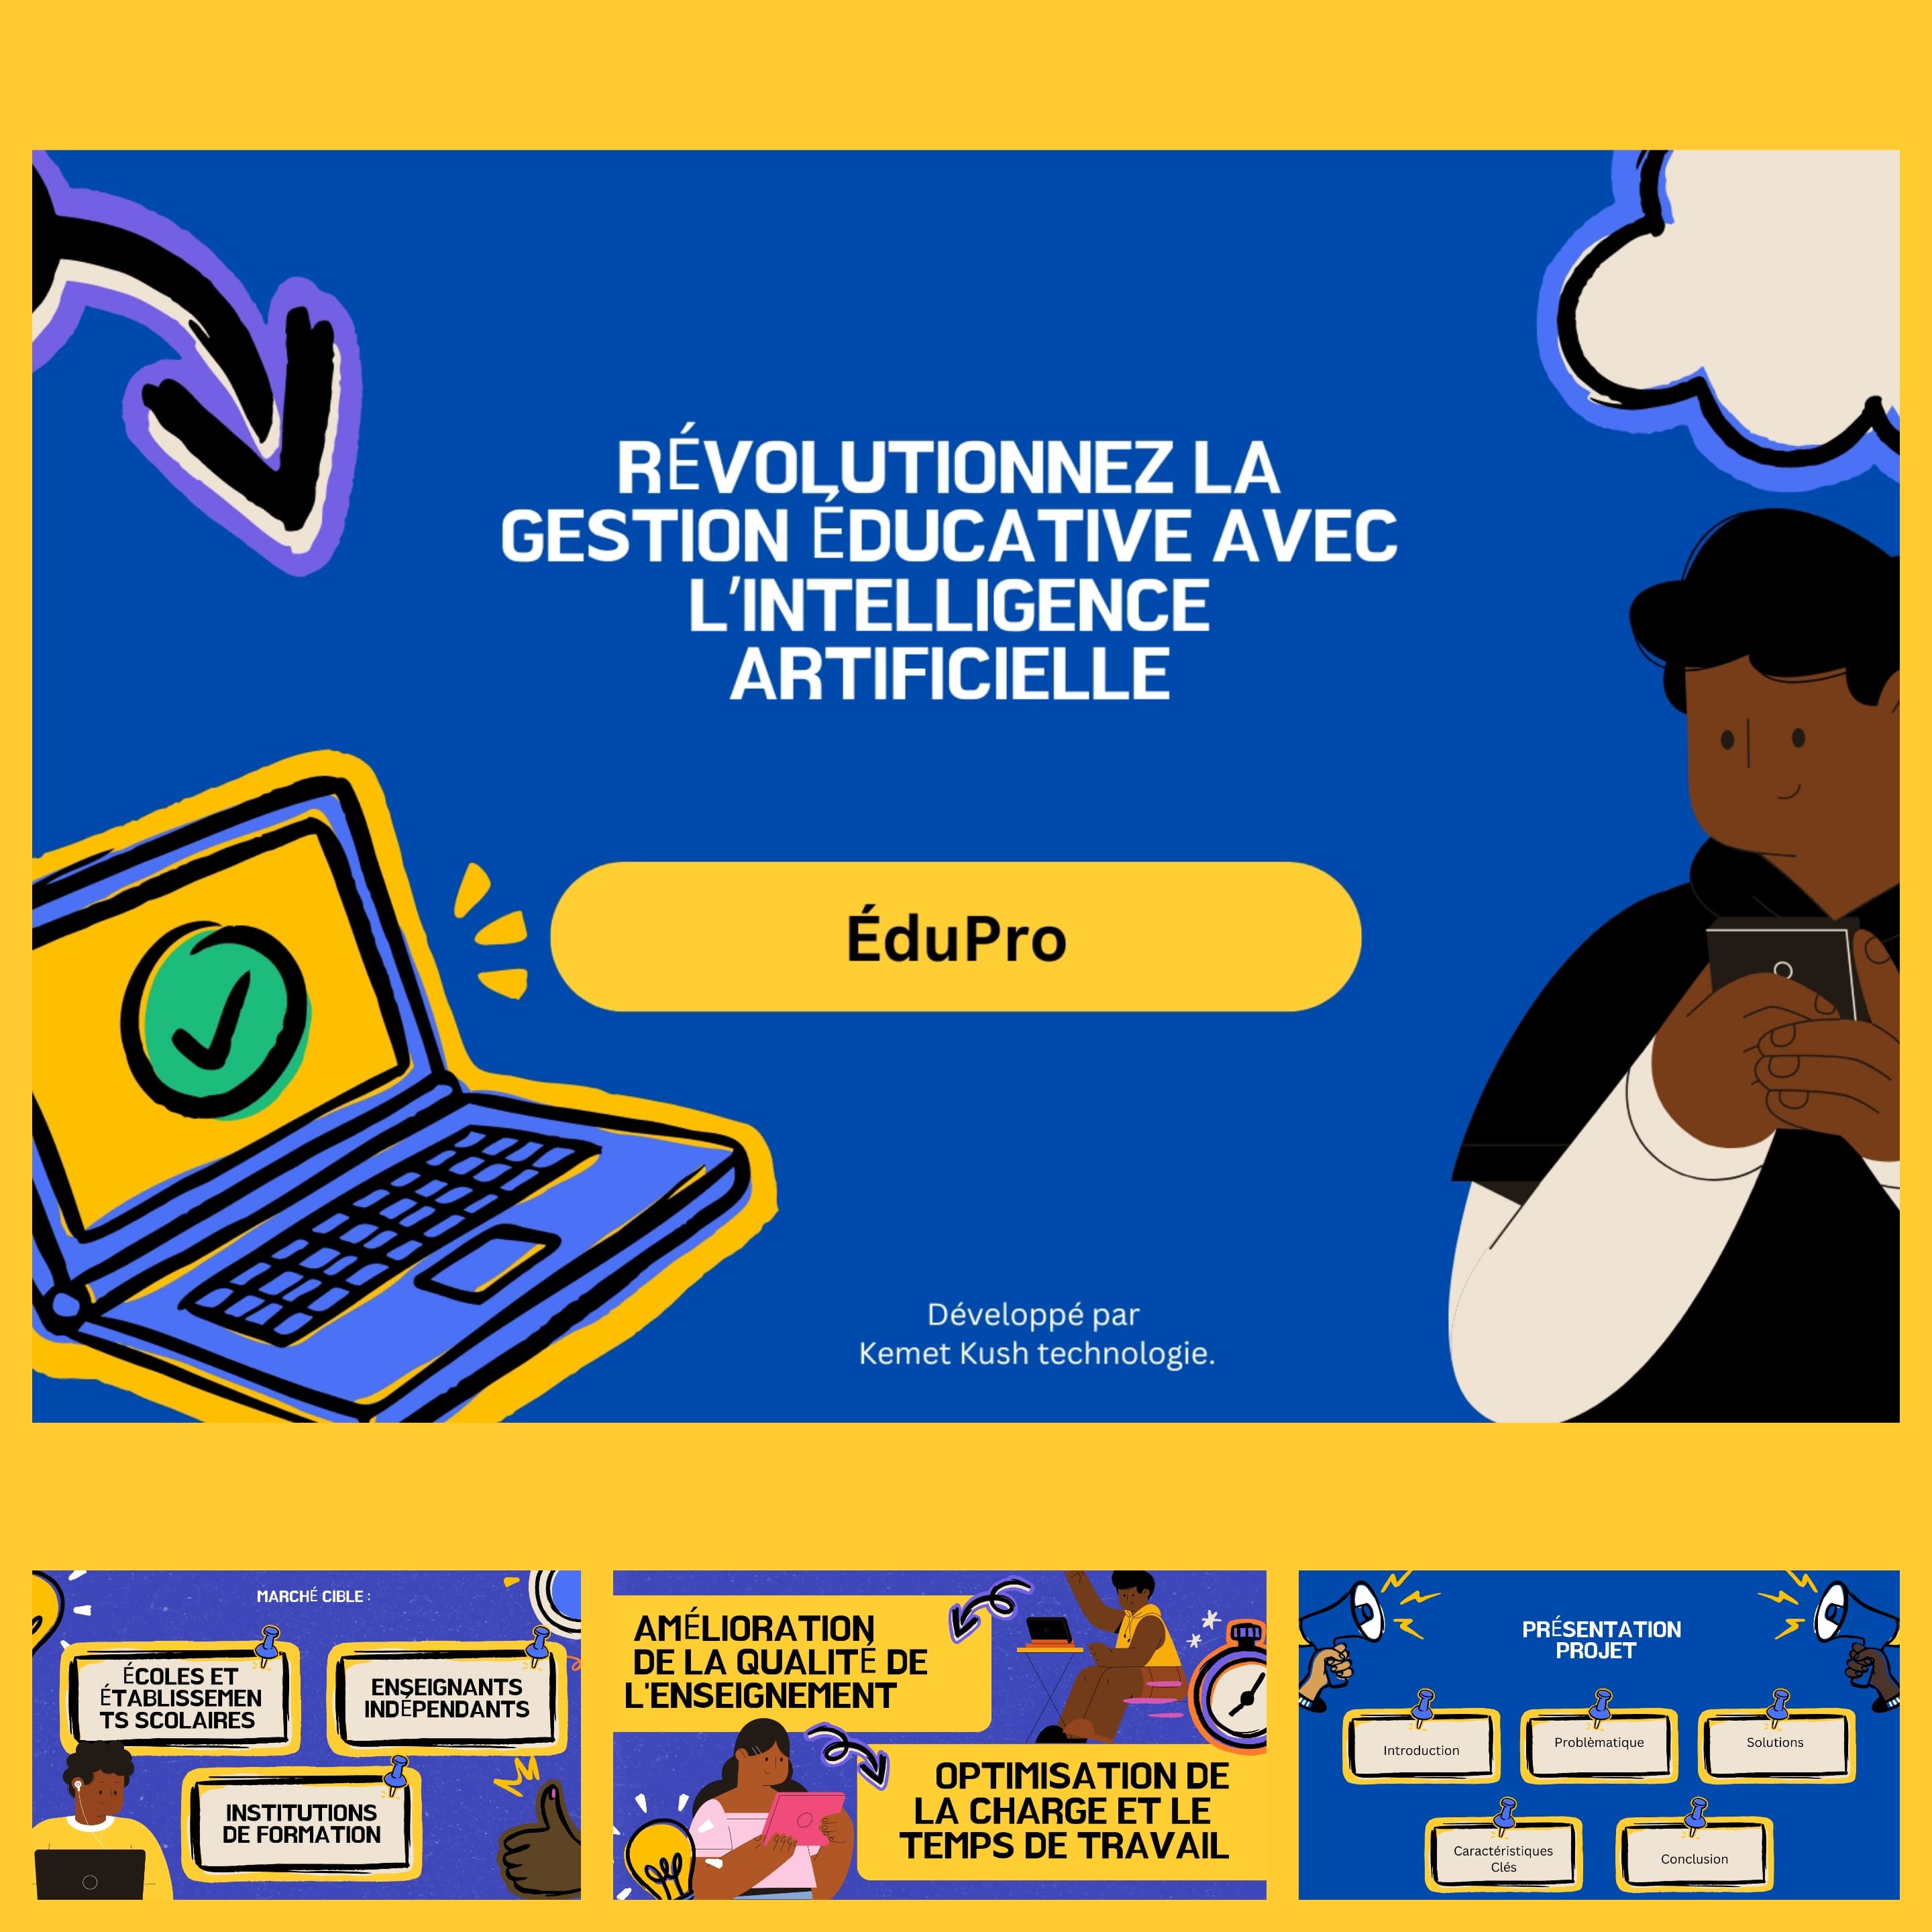 RÉVOLUTIONNEZ LA
GESTION ÉDUCATIVE AVEC
L'INTELLIGENCE
ARTIFICIELLE
ÉduPro
Développé par
Kemet Kush technologie.
MARCHÉ CIBLE :
ÉCOLES ET
ÉTABLISSEMEN
TS SCOLAIRES
ENSEIGNANTS
INDÉPENDANTS
INSTITUTIONS
DE FORMATION
AMÉLIORATION
DE LA QUALITÉ DE
L'ENSEIGNEMENT
OPTIMISATION DE
LA CHARGE ET LE
TEMPS DE TRAVAIL
PRÉSENTATION
PROJET
Introduction
Problèmatique
Solutions
Caractéristiques
Clés
Conclusion